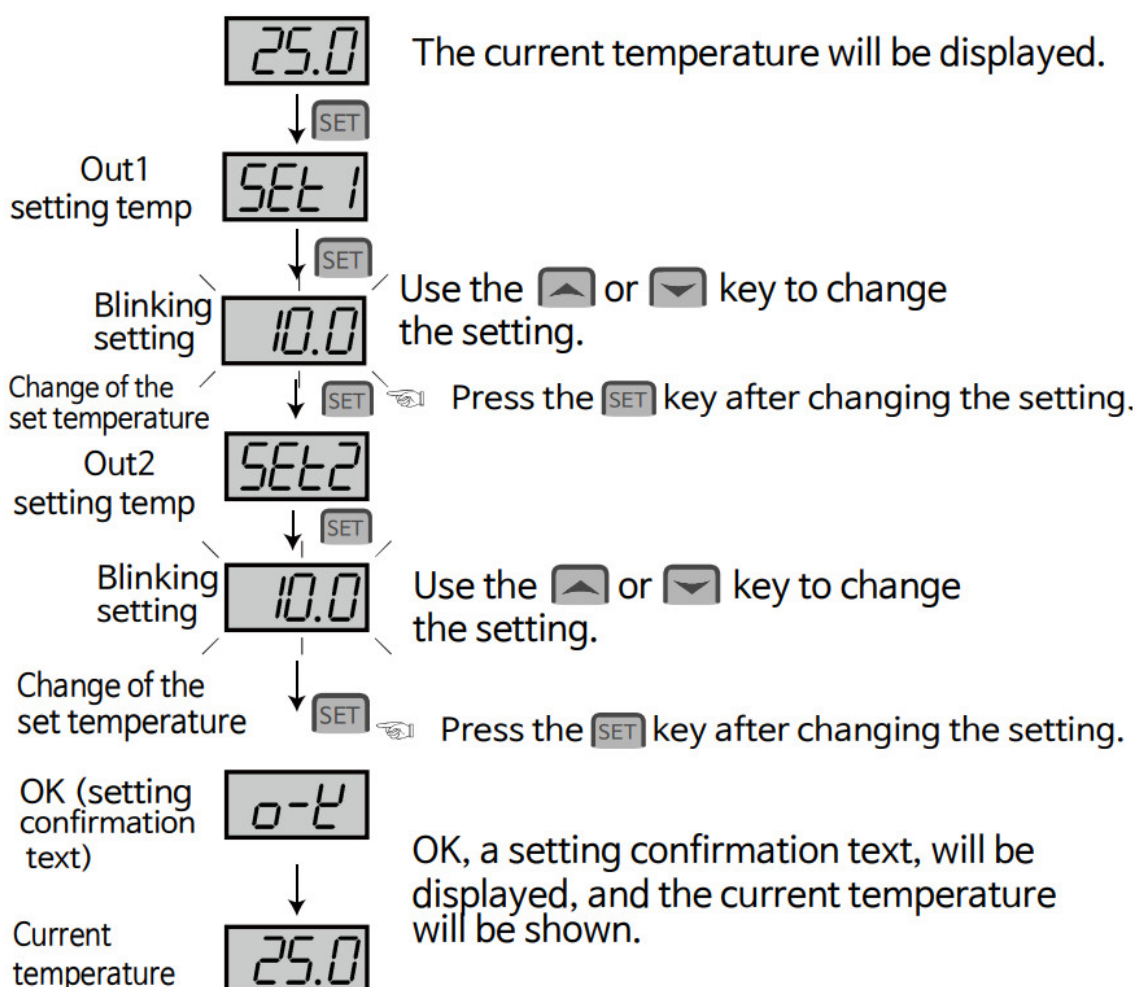 25.0
The current temperature will be displayed.
SET
Out1
setting temp
SEt 1
SET
Blinking
setting
10.0
Use the or key to change
the setting.
Change of the
set temperature
SET
Press the SET key after changing the setting.
Out2
setting temp
SEt2
SET
Blinking
setting
10.0
Use the or key to change
the setting.
Change of the
set temperature
SET
Press the SET key after changing the setting.
OK (setting
confirmation
text)
o-k
OK, a setting confirmation text, will be
displayed, and the current temperature
will be shown.
Current
temperature
25.0